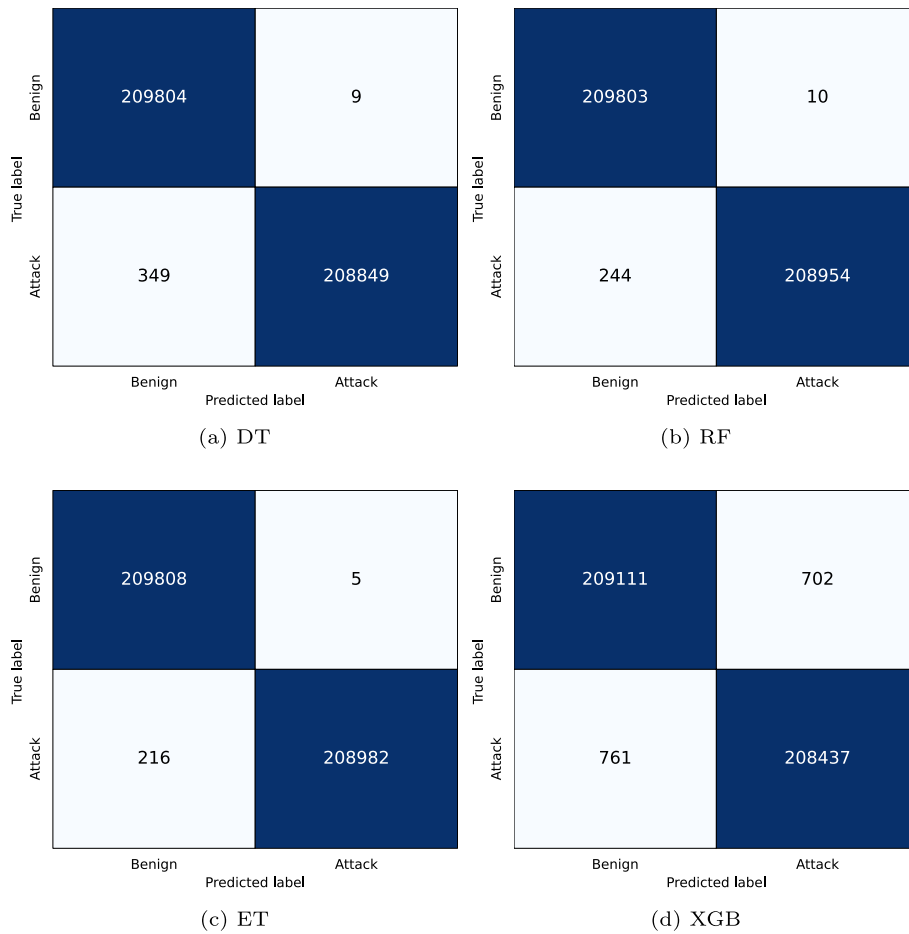 True label
Benign
209804
9
Attack
349
208849
Benign
Attack
Predicted label
(a) DT
True label
Benign
209803
10
Attack
244
208954
Benign
Attack
Predicted label
(b) RF
True label
Benign
209808
5
Attack
216
208982
Benign
Attack
Predicted label
(c) ET
True label
Benign
209111
702
Attack
761
208437
Benign
Attack
Predicted label
(d) XGB